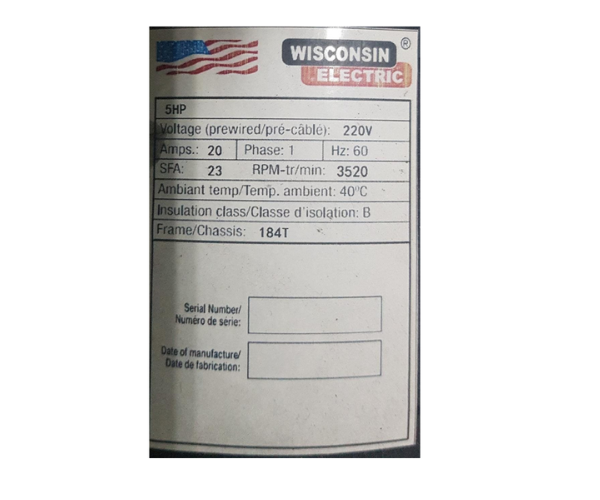 WISCONSIN ®
ELECTRIC
5HP
Voltage (prewired/pré-câblé): 220V
Amps.: 20 Phase: 1 Hz: 60
SFA: 23 RPM-tr/min: 3520
Ambiant temp/Temp. ambient: 40°C
Insulation class/Classe d'isolation: B
Frame/Chassis: 184T
Serial Number/
Numéro de série:
Date of manufacture/
Date de fabrication: